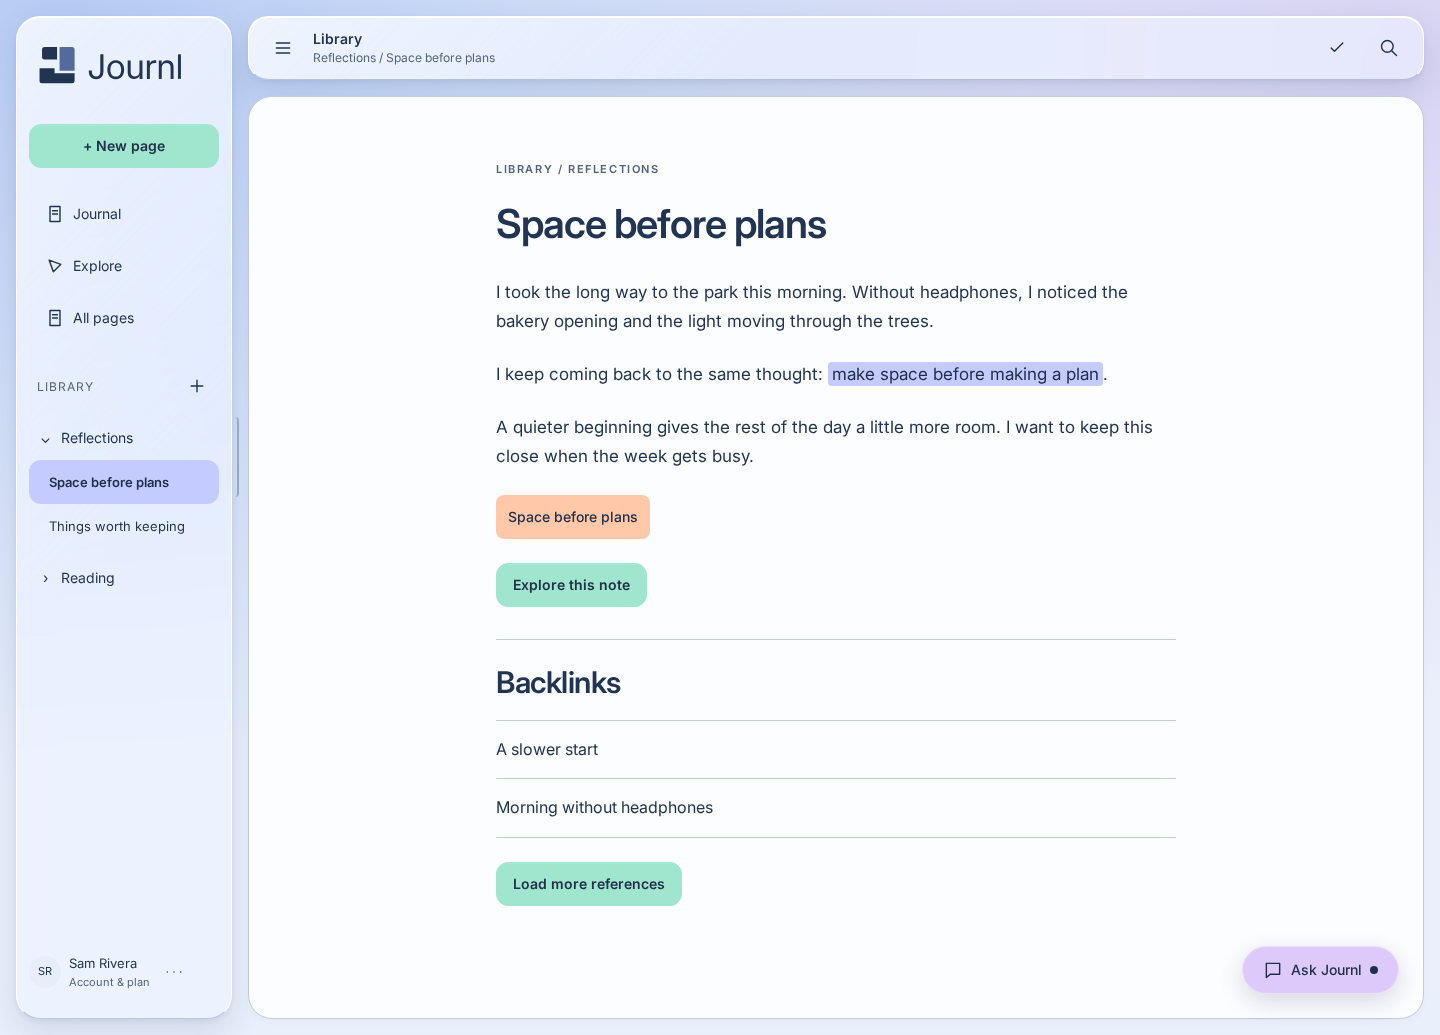 Journl
+ New page
Journal
Explore
All pages
LIBRARY
Reflections
Space before plans
Things worth keeping
Reading
SR
Sam Rivera
Account & plan
Library
Reflections / Space before plans
LIBRARY / REFLECTIONS
Space before plans
I took the long way to the park this morning. Without headphones, I noticed the
bakery opening and the light moving through the trees.
I keep coming back to the same thought: make space before making a plan.
A quieter beginning gives the rest of the day a little more room. I want to keep this
close when the week gets busy.
Space before plans
Explore this note
Backlinks
A slower start
Morning without headphones
Load more references
Ask Journl